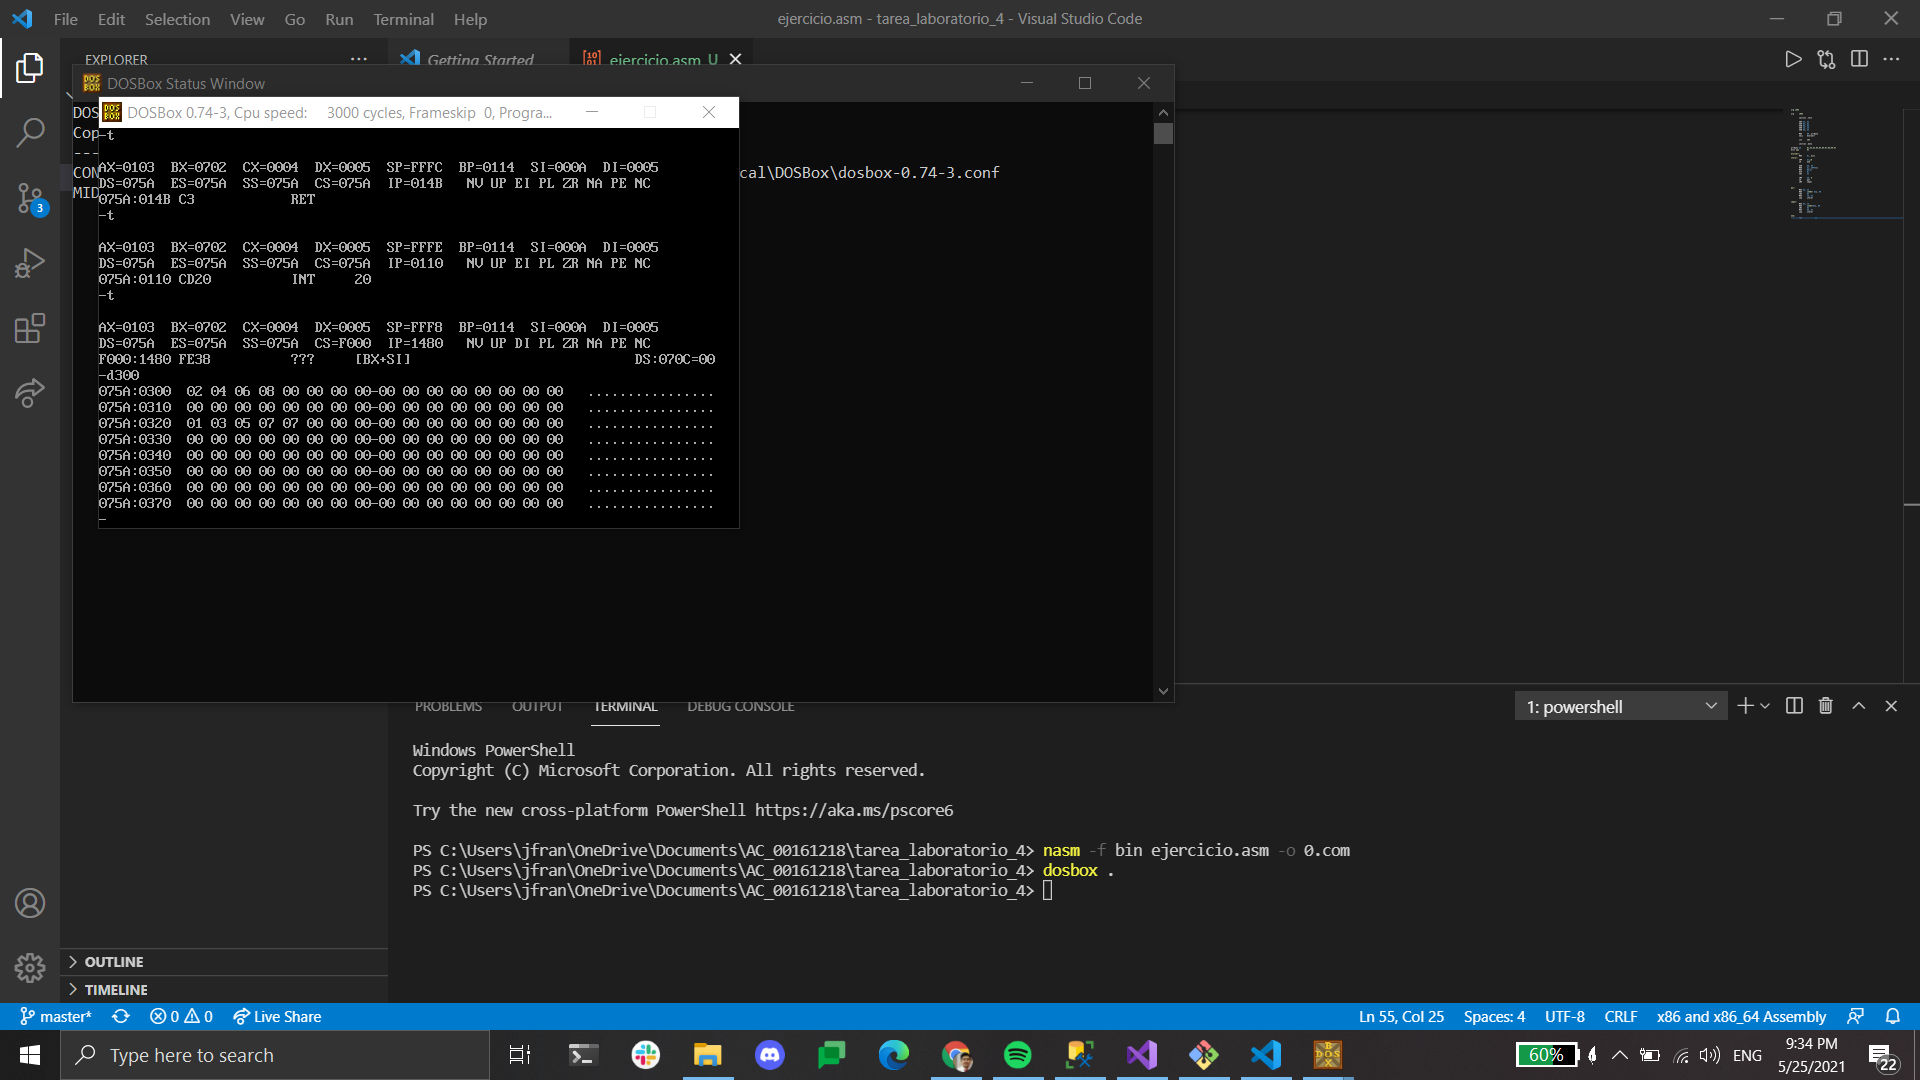 File Edit Selection View Go Run Terminal Help
ejercicio.asm - tarea_laboratorio_4 - Visual Studio Code
EXPLORER
Getting Started
ejercicio.asm U
DOSBox Status Window
DOSBox 0.74-3, Cpu speed: 3000 cycles, Frameskip 0, Progra...
DOS
Cop
---
CON
cal\DOSBox\dosbox-0.74-3.conf
MID
-t
AX=0103 BX=0702 CX=0004 DX=0005 SP=FFFC BP=0114 SI=000A DI=0005
DS=075A ES=075A SS=075A CS=075A IP=014B NV UP EI PL ZR NA PE NC
075A:014B C3 RET
-t
AX=0103 BX=0702 CX=0004 DX=0005 SP=FFFE BP=0114 SI=000A DI=0005
DS=075A ES=075A SS=075A CS=075A IP=0110 NV UP EI PL ZR NA PE NC
075A:0110 CD20 INT 20
-t
AX=0103 BX=0702 CX=0004 DX=0005 SP=FFF8 BP=0114 SI=000A DI=0005
DS=075A ES=075A SS=075A CS=F000 IP=1480 NV UP DI PL ZR NA PE NC
F000:1480 FE38 ??? [BX+SI] DS:070C=00
-d300
075A:0300 02 04 06 08 00 00 00 00-00 00 00 00 00 00 00 00 ................
075A:0310 00 00 00 00 00 00 00 00-00 00 00 00 00 00 00 00 ................
075A:0320 01 03 05 07 07 00 00 00-00 00 00 00 00 00 00 00 ................
075A:0330 00 00 00 00 00 00 00 00-00 00 00 00 00 00 00 00 ................
075A:0340 00 00 00 00 00 00 00 00-00 00 00 00 00 00 00 00 ................
075A:0350 00 00 00 00 00 00 00 00-00 00 00 00 00 00 00 00 ................
075A:0360 00 00 00 00 00 00 00 00-00 00 00 00 00 00 00 00 ................
075A:0370 00 00 00 00 00 00 00 00-00 00 00 00 00 00 00 00 ................
-
3
PROBLEMS OUTPUT TERMINAL DEBUG CONSOLE
1: powershell
Windows PowerShell
Copyright (C) Microsoft Corporation. All rights reserved.
Try the new cross-platform PowerShell https://aka.ms/pscore6
PS C:\Users\jfran\OneDrive\Documents\AC_00161218\tarea_laboratorio_4> nasm -f bin ejercicio.asm -o 0.com
PS C:\Users\jfran\OneDrive\Documents\AC_00161218\tarea_laboratorio_4> dosbox .
PS C:\Users\jfran\OneDrive\Documents\AC_00161218\tarea_laboratorio_4>
OUTLINE
TIMELINE
master* 0 0 Live Share
Ln 55, Col 25 Spaces: 4 UTF-8 CRLF x86 and x86_64 Assembly
Type here to search
60%
ENG
9:34 PM
5/25/2021
22